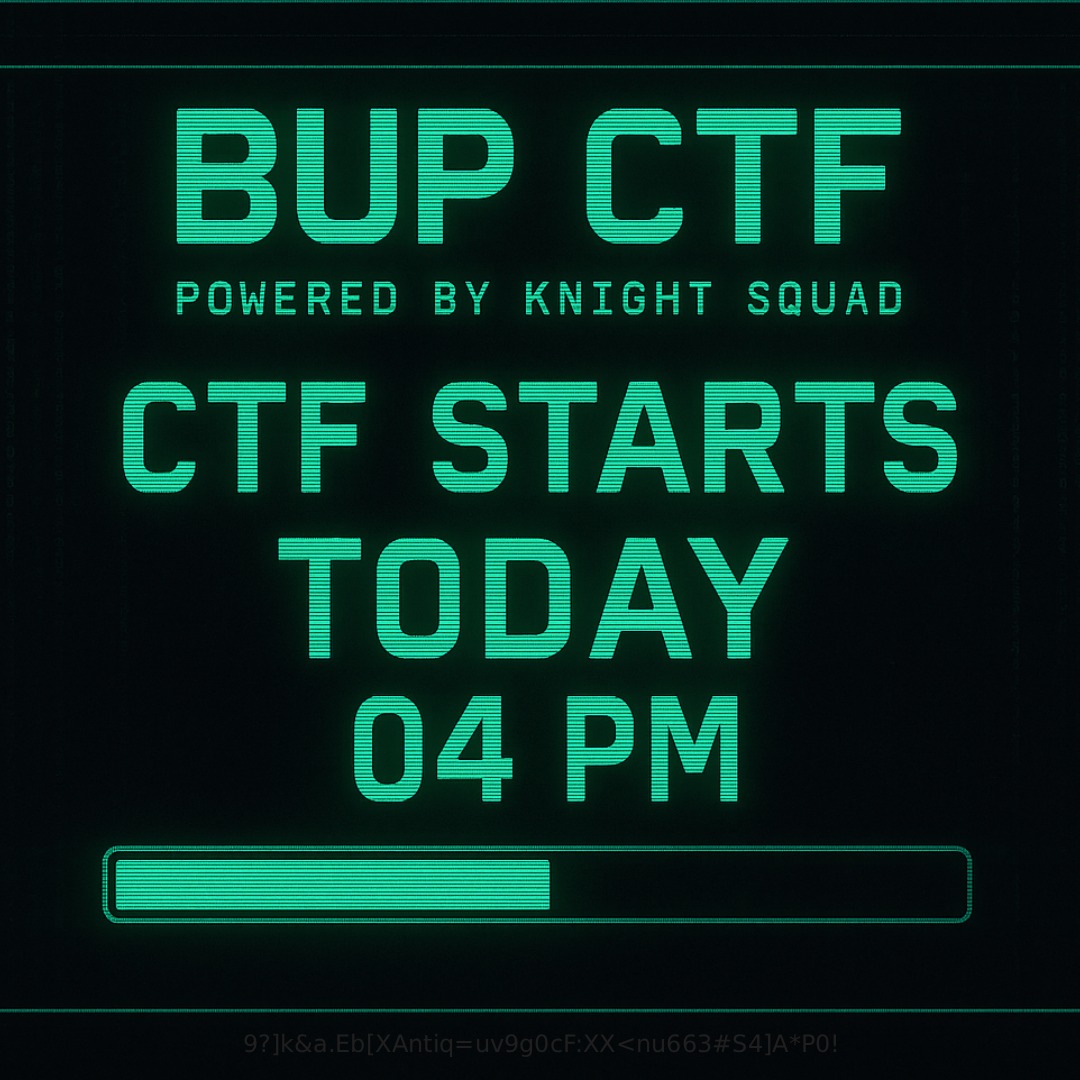 BUP CTF
POWERED BY KNIGHT SQUAD
CTF STARTS
TODAY
04 PM
9?]k&a.Eb[XAntiq=uv9g0cF:XX<nu663#S4]A*P0!